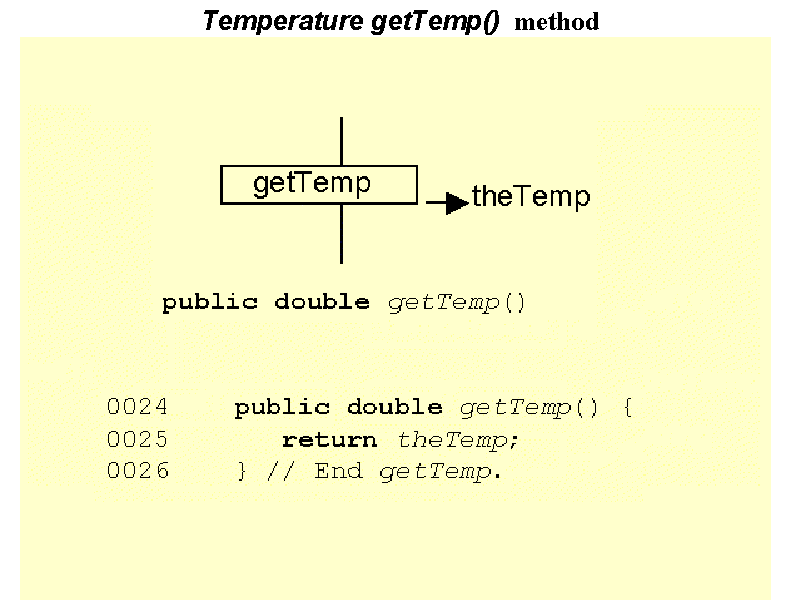 Temperature getTemp() method
getTemp
theTemp
public double getTemp()
0024 public double getTemp() {
0025 return theTemp;
0026 } // End getTemp.